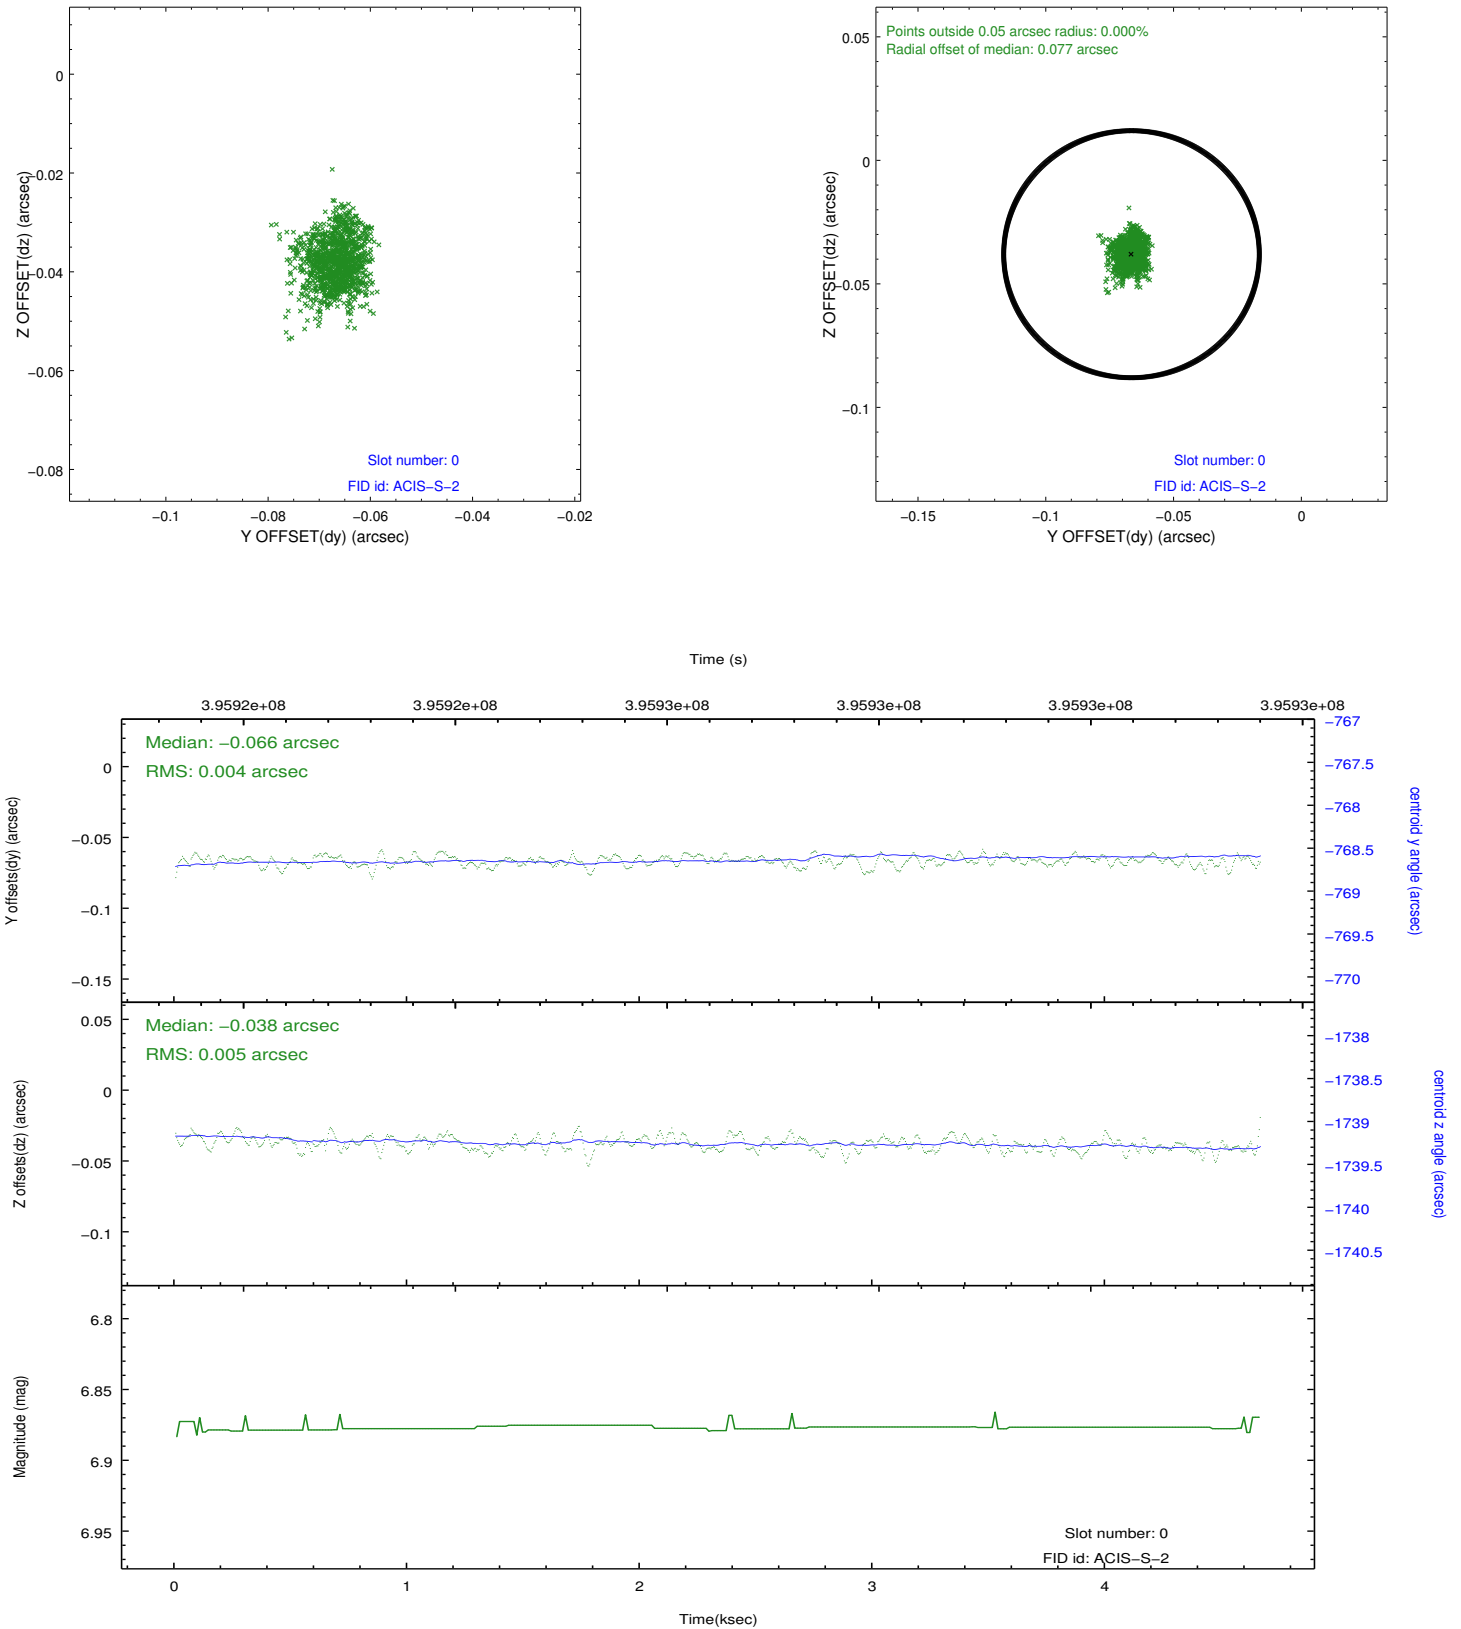 0
−0.02
−0.04
−0.06
−0.08
Z OFFSET(dz) (arcsec)
Slot number: 0
FID id: ACIS−S−2
−0.1
−0.08
−0.06
−0.04
−0.02
Y OFFSET(dy) (arcsec)
Points outside 0.05 arcsec radius: 0.000%
Radial offset of median: 0.077 arcsec
0.05
0
−0.05
−0.1
Z OFFSET(dz) (arcsec)
Slot number: 0
FID id: ACIS−S−2
−0.15
−0.1
−0.05
0
Y OFFSET(dy) (arcsec)
Time (s)
3.9592e+08
3.9592e+08
3.9593e+08
3.9593e+08
3.9593e+08
3.9593e+08
Median: −0.066 arcsec
RMS: 0.004 arcsec
0
−0.05
−0.1
−0.15
Y offsets(dy) (arcsec)
−767
−767.5
−768
−768.5
−769
−769.5
−770
centroid y angle (arcsec)
Median: −0.038 arcsec
RMS: 0.005 arcsec
0.05
0
−0.05
−0.1
Z offsets(dz) (arcsec)
−1738
−1738.5
−1739
−1739.5
−1740
−1740.5
centroid z angle (arcsec)
6.8
6.85
6.9
6.95
Magnitude (mag)
Slot number: 0
FID id: ACIS−S−2
0
1
2
3
4
Time(ksec)